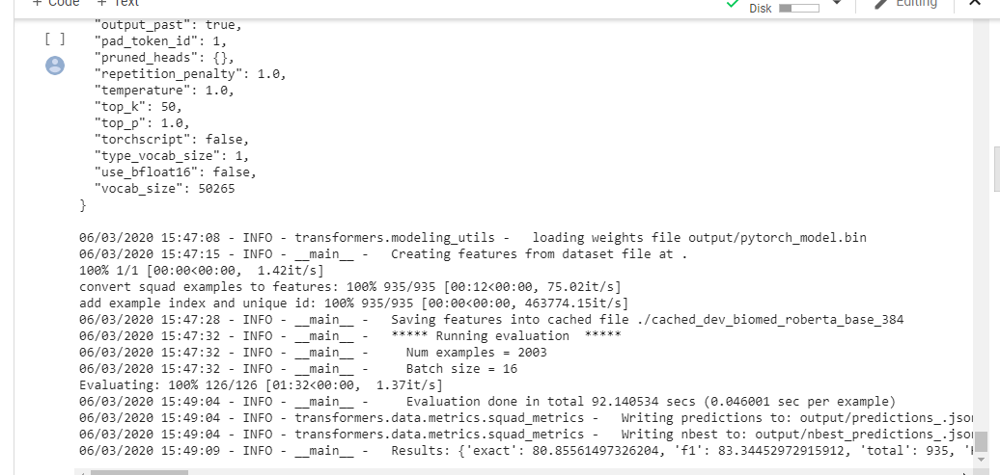 + Code + Text
Disk
Editing
"output_past": true,
[ ] "pad_token_id": 1,
"pruned_heads": {},
"repetition_penalty": 1.0,
"temperature": 1.0,
"top_k": 50,
"top_p": 1.0,
"torchscript": false,
"type_vocab_size": 1,
"use_bfloat16": false,
"vocab_size": 50265
}
06/03/2020 15:47:08 - INFO - transformers.modeling_utils -   loading weights file output/pytorch_model.bin
06/03/2020 15:47:15 - INFO - __main__ -   Creating features from dataset file at .
100% 1/1 [00:00<00:00,  1.42it/s]
convert squad examples to features: 100% 935/935 [00:12<00:00, 75.02it/s]
add example index and unique id: 100% 935/935 [00:00<00:00, 463774.15it/s]
06/03/2020 15:47:28 - INFO - __main__ -   Saving features into cached file ./cached_dev_biomed_roberta_base_384
06/03/2020 15:47:32 - INFO - __main__ -   ***** Running evaluation  *****
06/03/2020 15:47:32 - INFO - __main__ -     Num examples = 2003
06/03/2020 15:47:32 - INFO - __main__ -     Batch size = 16
Evaluating: 100% 126/126 [01:32<00:00,  1.37it/s]
06/03/2020 15:49:04 - INFO - __main__ -     Evaluation done in total 92.140534 secs (0.046001 sec per example)
06/03/2020 15:49:04 - INFO - transformers.data.metrics.squad_metrics -   Writing predictions to: output/predictions_.json
06/03/2020 15:49:04 - INFO - transformers.data.metrics.squad_metrics -   Writing nbest to: output/nbest_predictions_.json
06/03/2020 15:49:09 - INFO - __main__ -   Results: {'exact': 80.85561497326204, 'f1': 83.34452972915912, 'total': 935, '